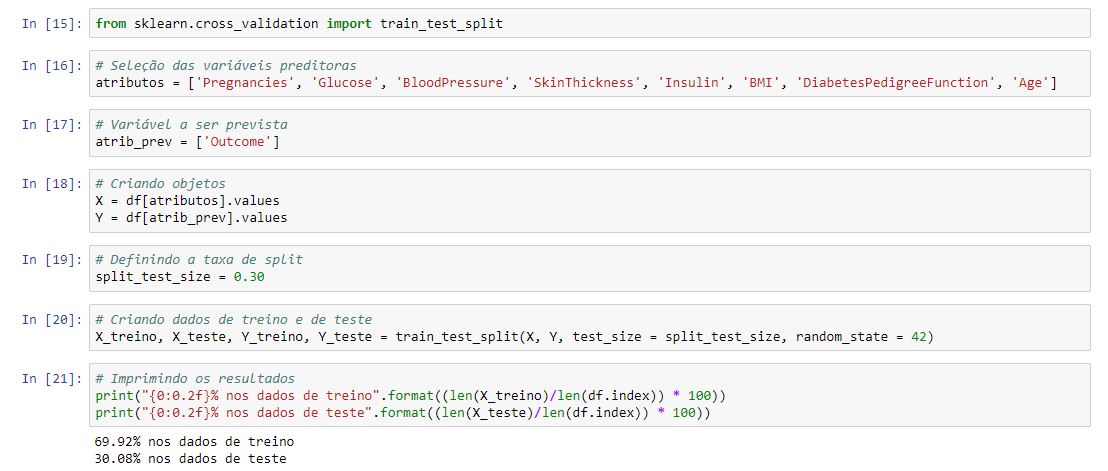 In [15]: from sklearn.cross_validation import train_test_split
In [16]: # Seleção das variáveis preditoras
atributos = ['Pregnancies', 'Glucose', 'BloodPressure', 'SkinThickness', 'Insulin', 'BMI', 'DiabetesPedigreeFunction', 'Age']
In [17]: # Variável a ser prevista
atrib_prev = ['Outcome']
In [18]: # Criando objetos
X = df[atributos].values
Y = df[atrib_prev].values
In [19]: # Definindo a taxa de split
split_test_size = 0.30
In [20]: # Criando dados de treino e de teste
X_treino, X_teste, Y_treino, Y_teste = train_test_split(X, Y, test_size = split_test_size, random_state = 42)
In [21]: # Imprimindo os resultados
print("{0:0.2f}% nos dados de treino".format((len(X_treino)/len(df.index)) * 100))
print("{0:0.2f}% nos dados de teste".format((len(X_teste)/len(df.index)) * 100))
69.92% nos dados de treino
30.08% nos dados de teste